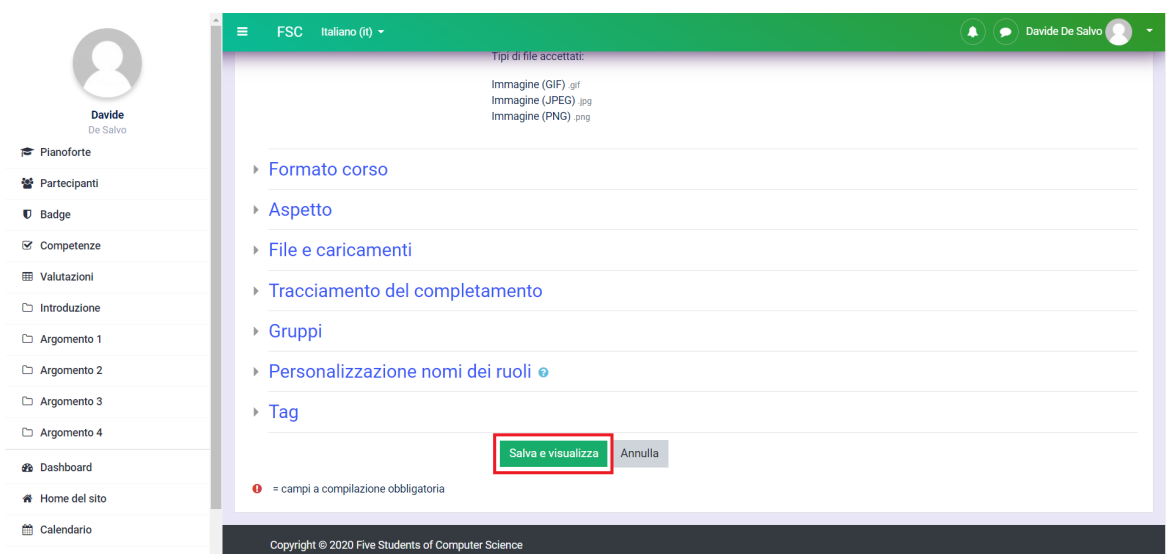 FSC Italiano (it)
Davide De Salvo
Davide
De Salvo
Pianoforte
Partecipanti
Badge
Competenze
Valutazioni
Introduzione
Argomento 1
Argomento 2
Argomento 3
Argomento 4
Dashboard
Home del sito
Calendario
Tipi di file accettati:
Immagine (GIF) .gif
Immagine (JPEG) .jpg
Immagine (PNG) .png
Formato corso
Aspetto
File e caricamenti
Tracciamento del completamento
Gruppi
Personalizzazione nomi dei ruoli
Tag
Salva e visualizza Annulla
= campi a compilazione obbligatoria
Copyright © 2020 Five Students of Computer Science